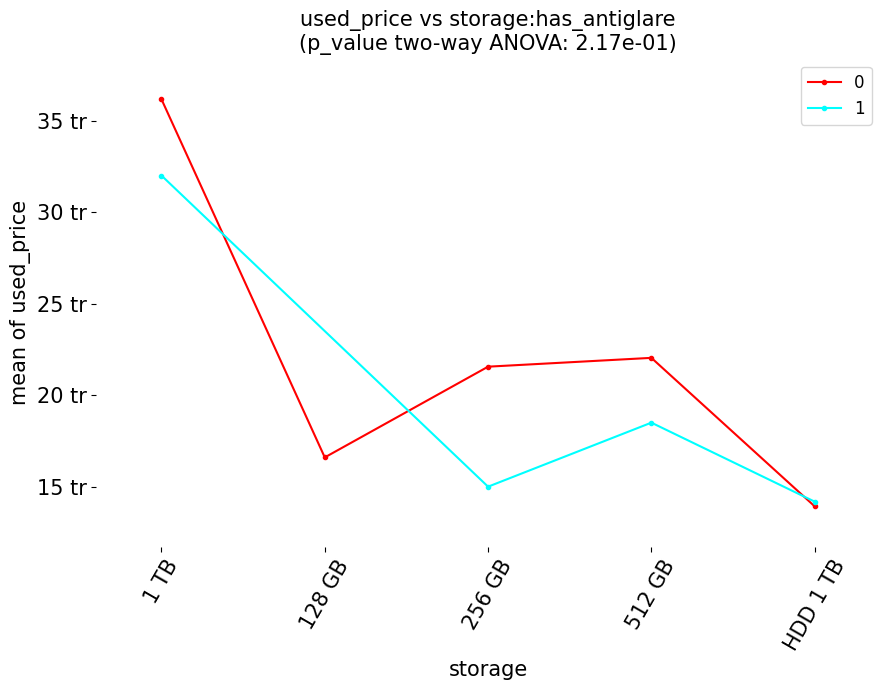 used_price vs storage:has_antiglare
(p_value two-way ANOVA: 2.17e-01)
0
1
35 tr
30 tr
25 tr
20 tr
15 tr
mean of used_price
1 TB
128 GB
256 GB
512 GB
HDD 1 TB
storage